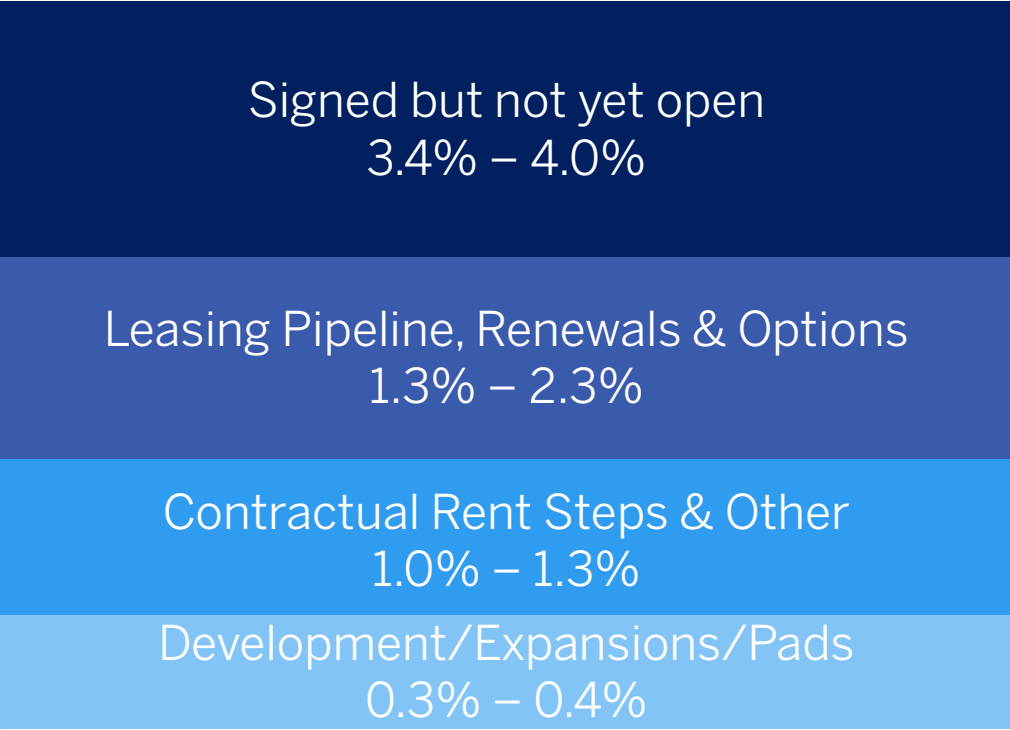 Signed but not yet open
3.4% – 4.0%
Leasing Pipeline, Renewals & Options
1.3% – 2.3%
Contractual Rent Steps & Other
1.0% – 1.3%
Development/Expansions/Pads
0.3% – 0.4%